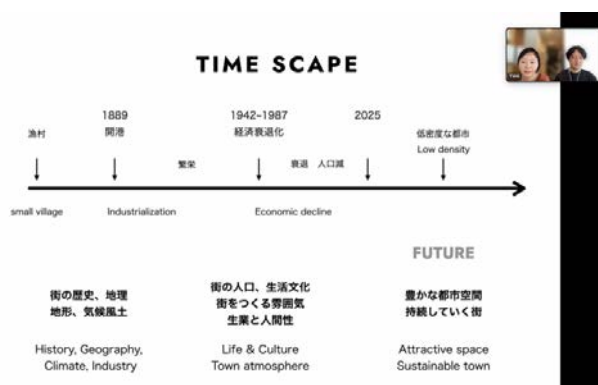 TIME SCAPE
1889
1942~1987
2025
漁村
開港
経済衰退化
低密度な都市
Low density
繁栄
衰退
人口減
small village
Industrialization
Economic decline
FUTURE
街の歴史、地理
地形、気候風土
街の人口、生活文化
街をつくる雰囲気
生業と人間性
豊かな都市空間
持続していく街
History, Geography,
Climate, Industry
Life & Culture
Town atmosphere
Attractive space
Sustainable town